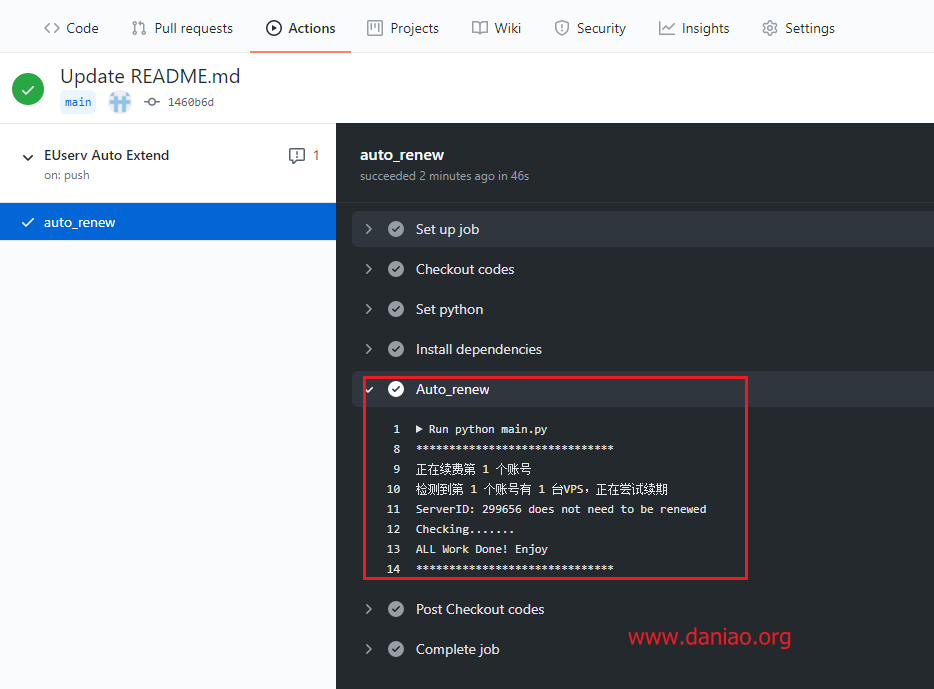 Code Pull requests Actions Projects Wiki Security Insights Settings
Update README.md
main 1460b6d
EUserv Auto Extend 1
on: push
auto_renew
auto_renew
succeeded 2 minutes ago in 46s
Set up job
Checkout codes
Set python
Install dependencies
Auto_renew
1 Run python main.py
8 ******************************
9 正在续费第 1 个账号
10 检测到第 1 个账号有 1 台VPS，正在尝试续期
11 ServerID: 299656 does not need to be renewed
12 Checking.......
13 ALL Work Done! Enjoy
14 ******************************
Post Checkout codes
www.daniao.org
Complete job